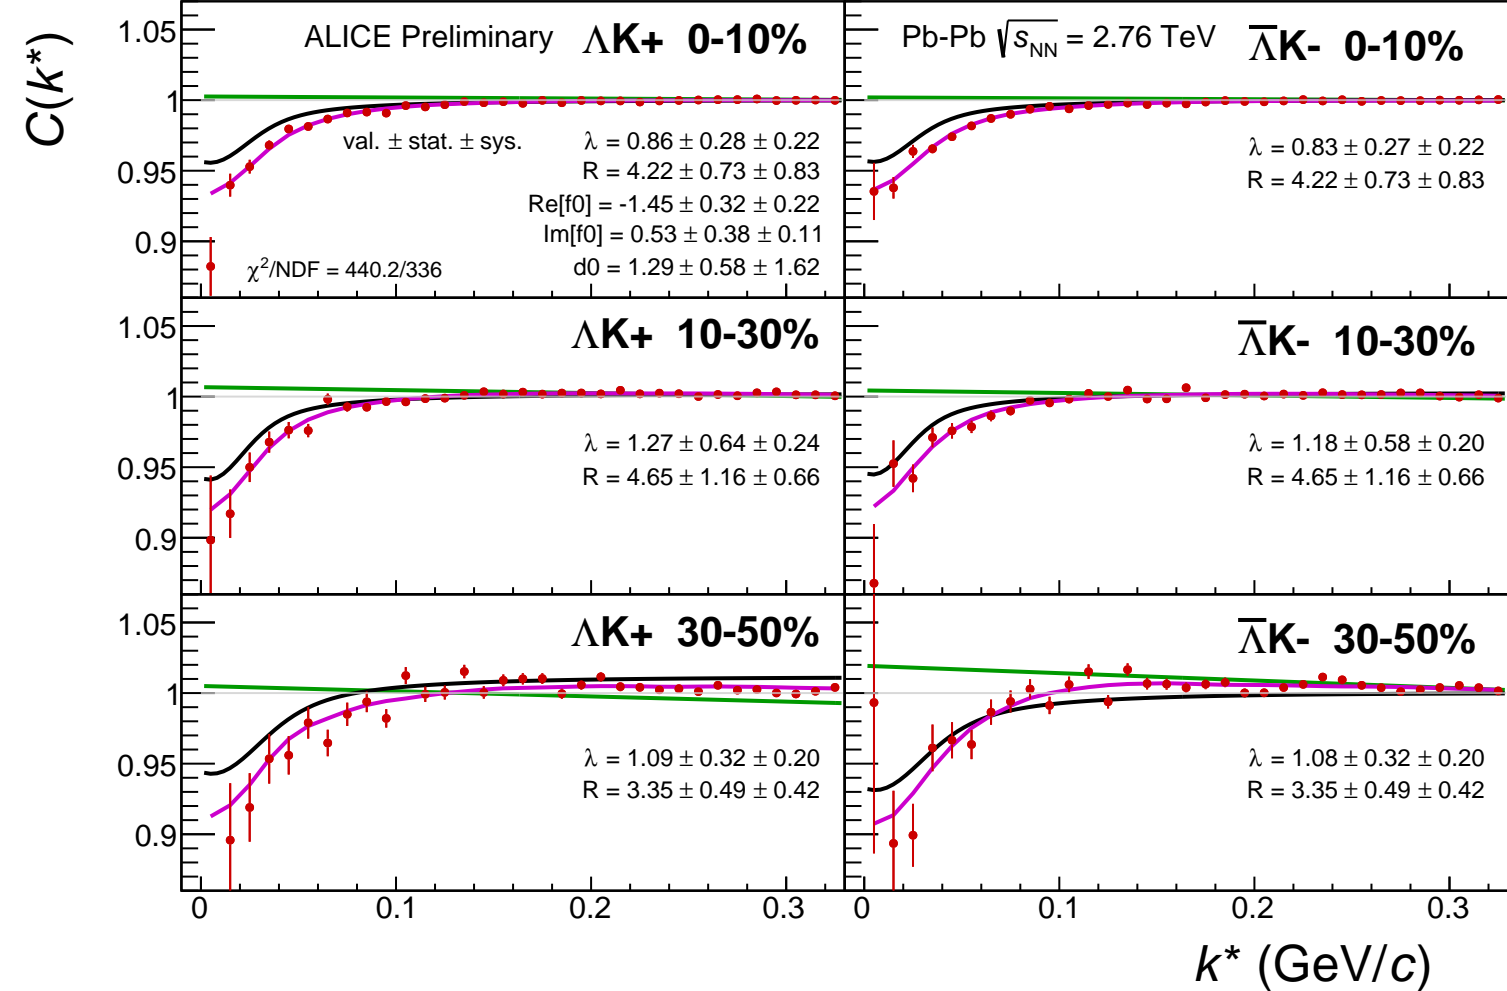 C(k*)
ALICE Preliminary ΛK+ 0-10%
1.05
1
0.95
0.9
val. ± stat. ± sys.
λ = 0.86 ± 0.28 ± 0.22
R = 4.22 ± 0.73 ± 0.83
Re[f0] = -1.45 ± 0.32 ± 0.22
Im[f0] = 0.53 ± 0.38 ± 0.11
d0 = 1.29 ± 0.58 ± 1.62
χ²/NDF = 440.2/336
Pb-Pb √sNN = 2.76 TeV Λ̅K- 0-10%
λ = 0.83 ± 0.27 ± 0.22
R = 4.22 ± 0.73 ± 0.83
ΛK+ 10-30%
1.05
1
0.95
0.9
λ = 1.27 ± 0.64 ± 0.24
R = 4.65 ± 1.16 ± 0.66
Λ̅K- 10-30%
λ = 1.18 ± 0.58 ± 0.20
R = 4.65 ± 1.16 ± 0.66
ΛK+ 30-50%
1.05
1
0.95
0.9
λ = 1.09 ± 0.32 ± 0.20
R = 3.35 ± 0.49 ± 0.42
Λ̅K- 30-50%
λ = 1.08 ± 0.32 ± 0.20
R = 3.35 ± 0.49 ± 0.42
0 0.1 0.2 0.3
0 0.1 0.2 0.3
k* (GeV/c)